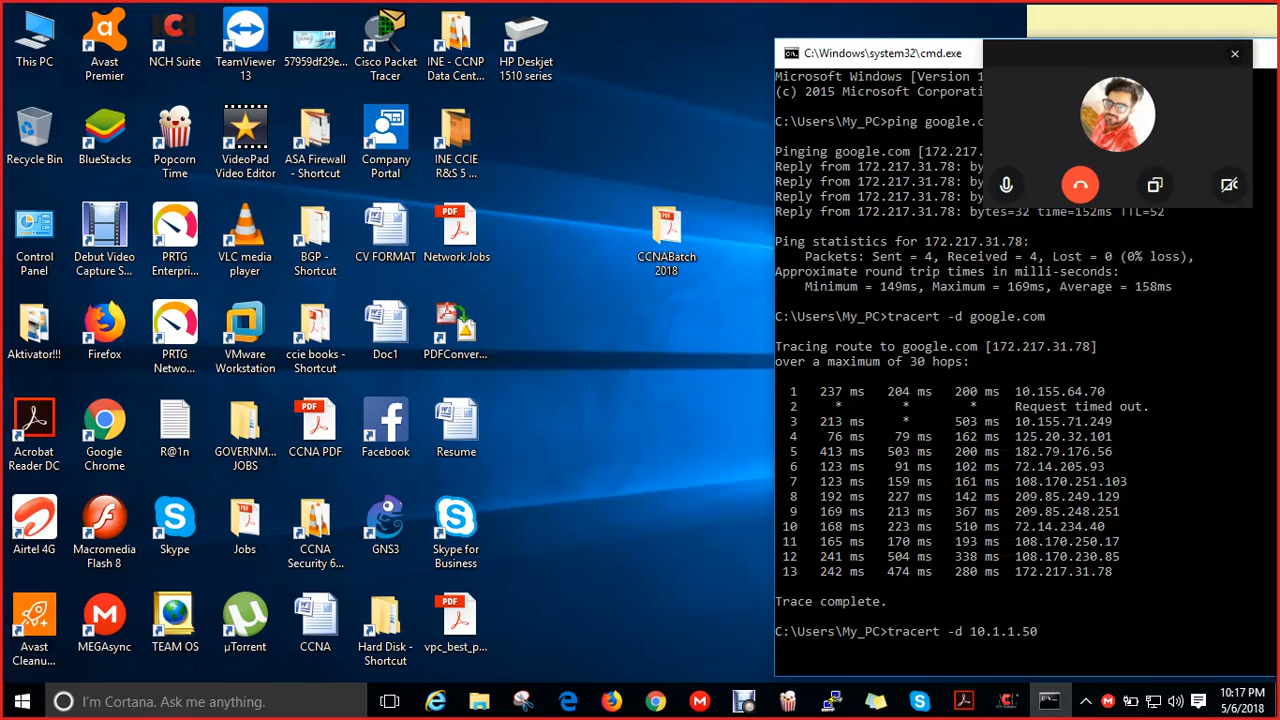 This PC
Avast
Premier
NCH Suite
TeamViewer
13
57959df29e...
Cisco Packet
Tracer
INE - CCNP
Data Cent...
HP Deskjet
1510 series
Recycle Bin
BlueStacks
Popcorn
Time
VideoPad
Video Editor
ASA Firewall
- Shortcut
Company
Portal
INE CCIE
R&S 5 ...
Control
Panel
Debut Video
Capture S...
PRTG
Enterpri...
VLC media
player
BGP -
Shortcut
CV FORMAT
PDF
Network Jobs
PDF
CCNABatch
2018
Aktivator!!!
Firefox
PRTG
Netwo...
VMware
Workstation
ccie books -
Shortcut
Doc1
PDFConver...
Acrobat
Reader DC
Google
Chrome
R@1n
GOVERNM...
JOBS
PDF
CCNA PDF
Facebook
Resume
Airtel 4G
Macromedia
Flash 8
Skype
Jobs
CCNA
Security 6...
GNS3
Skype for
Business
Avast
Cleanu...
MEGAsync
TEAM OS
µTorrent
CCNA
Hard Disk -
Shortcut
PDF
vpc_best_p...
C:\Windows\system32\cmd.exe
Microsoft Windows [Version 1
(c) 2015 Microsoft Corporati
C:\Users\My_PC>ping google.c
Pinging google.com [172.217.
Reply from 172.217.31.78: by
Reply from 172.217.31.78: by
Reply from 172.217.31.78: by
Reply from 172.217.31.78: bytes=32 time=152ms TTL=52
Ping statistics for 172.217.31.78:
Packets: Sent = 4, Received = 4, Lost = 0 (0% loss),
Approximate round trip times in milli-seconds:
Minimum = 149ms, Maximum = 169ms, Average = 158ms
C:\Users\My_PC>tracert -d google.com
Tracing route to google.com [172.217.31.78]
over a maximum of 30 hops:
1 237 ms 204 ms 200 ms 10.155.64.70
2 * * * Request timed out.
3 213 ms * 503 ms 10.155.71.249
4 76 ms 79 ms 162 ms 125.20.32.101
5 413 ms 503 ms 200 ms 182.79.176.56
6 123 ms 91 ms 102 ms 72.14.205.93
7 123 ms 159 ms 161 ms 108.170.251.103
8 192 ms 227 ms 142 ms 209.85.249.129
9 169 ms 213 ms 367 ms 209.85.248.251
10 168 ms 223 ms 510 ms 72.14.234.40
11 165 ms 170 ms 193 ms 108.170.250.17
12 241 ms 504 ms 338 ms 108.170.230.85
13 242 ms 474 ms 280 ms 172.217.31.78
Trace complete.
C:\Users\My_PC>tracert -d 10.1.1.50
I'm Cortana. Ask me anything.
10:17 PM
5/6/2018